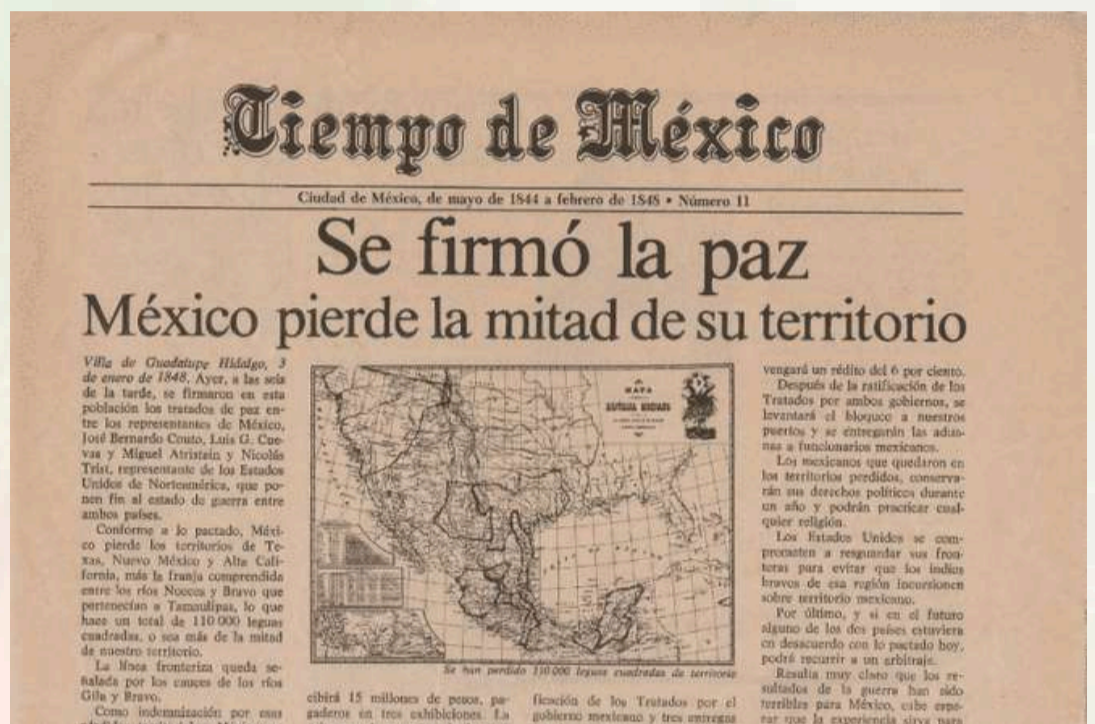 Tiempo de México
Ciudad de México, de mayo de 1844 a febrero de 1848 • Número 11
Se firmó la paz
México pierde la mitad de su territorio
Villa de Guadalupe Hidalgo, 3
de enero de 1848. Ayer, a las seis
de la tarde, se firmaron en esta
población los tratados de paz en-
tre los representantes de México,
José Bernardo Couto, Luis G. Cue-
vas y Miguel Atristain y Nicolás
Trist, representante de los Estados
Unidos de Norteamérica, que po-
nen fin al estado de guerra entre
ambos países.
Conforme a lo pactado, Méxi-
co pierde los territorios de Te-
xas, Nuevo México y Alta Cali-
fornia, más la franja comprendida
entre los ríos Nueces y Bravo que
pertenecían a Tamaulipas, lo que
hace un total de 110 000 leguas
cuadradas, o sea más de la mitad
de nuestro territorio.
La línea fronteriza queda se-
ñalada por los cauces de los ríos
Gila y Bravo.
Como indemnización por esas
MAPA
Se han perdido 110 000 leguas cuadradas de territorio
cibirá 15 millones de pesos, pa-
gaderos en tres exhibiciones. La
ficación de los Tratados por el
gobierno mexicano y tres entregas
vengará un rédito del 6 por ciento.
Después de la ratificación de los
Tratados por ambos gobiernos, se
levantará el bloqueo a nuestros
puertos y se entregarán las adua-
nas a funcionarios mexicanos.
Los mexicanos que quedaron en
los territorios perdidos, conserva-
rán sus derechos políticos durante
un año y podrán practicar cual-
quier religión.
Los Estados Unidos se com-
prometen a resguardar sus fron-
teras para evitar que los indios
bravos de esa región incursionen
sobre territorio mexicano.
Por último, y si en el futuro
alguno de los dos países estuviera
en desacuerdo con lo pactado hoy,
podrá recurrir a un arbitraje.
Resulta muy claro que los re-
sultados de la guerra han sido
terribles para México, cabe espe-
rar que la experiencia sirva para